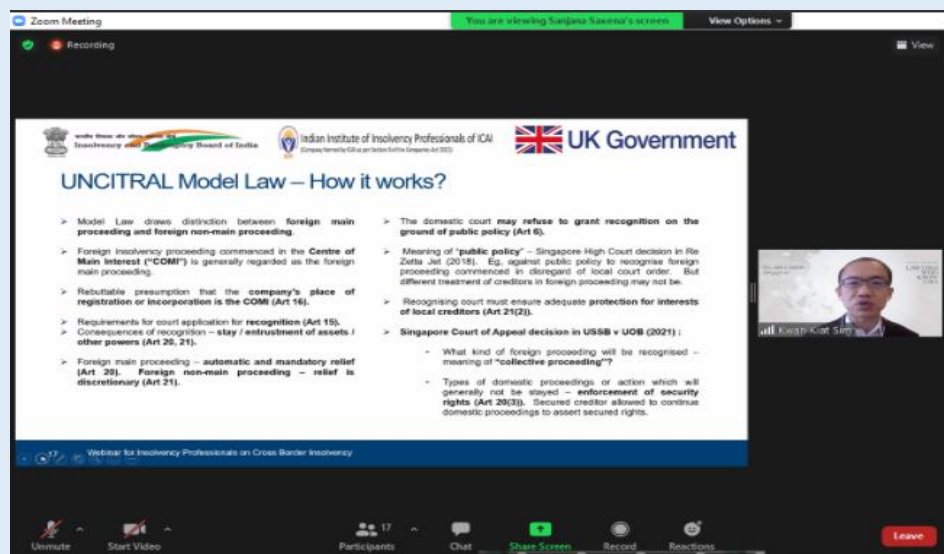 Zoom Meeting
You are viewing Sanjana Saxena's screen
View Options
Recording
View
Insolvency and Bankruptcy Board of India
Indian Institute of Insolvency Professionals of ICAI
UK Government
UNCITRAL Model Law – How it works?
➢ Model Law draws distinction between foreign main
proceeding and foreign non-main proceeding.
➢ Foreign insolvency proceeding commenced in the Centre of
Main Interest ("COMI") is generally regarded as the foreign
main proceeding.
➢ Rebuttable presumption that the company's place of
registration or incorporation is the COMI (Art 16).
➢ Requirements for court application for recognition (Art 15).
➢ Consequences of recognition – stay / entrustment of assets /
other powers (Art 20, 21).
➢ Foreign main proceeding – automatic and mandatory relief
(Art 20). Foreign non-main proceeding – relief is
discretionary (Art 21).
➢ The domestic court may refuse to grant recognition on the
ground of public policy (Art 6).
➢ Meaning of "public policy" – Singapore High Court decision in Re
Zetta Jet (2018). Eg, against public policy to recognise foreign
proceeding commenced in disregard of local court order. But
different treatment of creditors in foreign proceeding may not be.
➢ Recognising court must ensure adequate protection for interests
of local creditors (Art 21(2)).
➢ Singapore Court of Appeal decision in USSB v UOB (2021) :
• What kind of foreign proceeding will be recognised –
meaning of "collective proceeding"?
• Types of domestic proceedings or action which will
generally not be stayed – enforcement of security
rights (Art 20(3)). Secured creditor allowed to continue
domestic proceedings to assert secured rights.
Kwan Kiat Sim
17
Webinar for Insolvency Professionals on Cross Border Insolvency
Unmute
Start Video
17
Participants
Chat
Share Screen
Record
Reactions
Leave